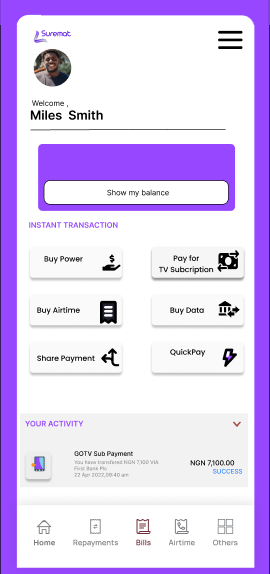 Suremat
Welcome ,
Miles Smith
Show my balance
INSTANT TRANSACTION
Buy Power
$
Pay for
TV Subcription
Buy Airtime
Buy Data
Share Payment
QuickPay
YOUR ACTIVITY
GOTV Sub Payment
You have transfered NGN 7,100 VIA
First Bank Plc
22 Apr 2022,09:40 am
NGN 7,100.00
SUCCESS
Home
Repayments
Bills
Airtime
Others